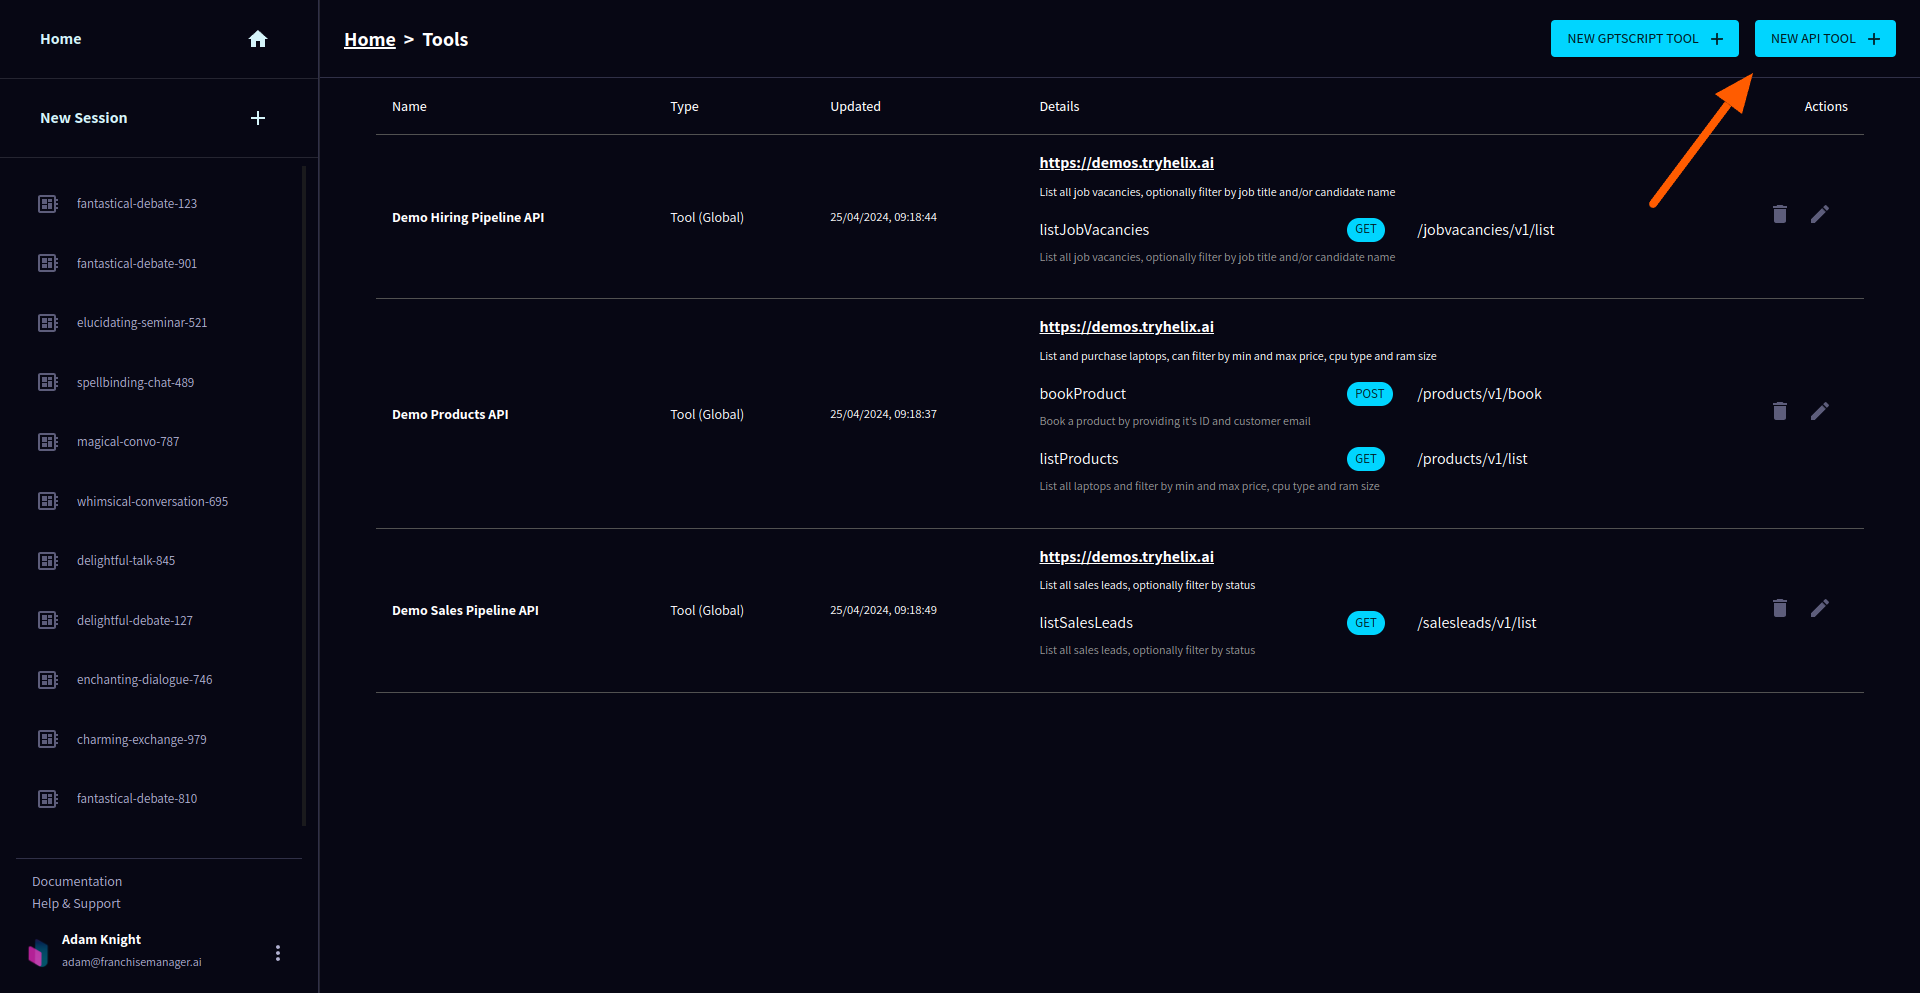 Home
New Session
fantastical-debate-123
fantastical-debate-901
elucidating-seminar-521
spellbinding-chat-489
magical-convo-787
whimsical-conversation-695
delightful-talk-845
delightful-debate-127
enchanting-dialogue-746
charming-exchange-979
fantastical-debate-810
Documentation
Help & Support
Adam Knight
adam@franchisemanager.ai
Home > Tools
NEW GPTSCRIPT TOOL +
NEW API TOOL +
Name Type Updated Details Actions
https://demos.tryhelix.ai
List all job vacancies, optionally filter by job title and/or candidate name
Demo Hiring Pipeline API Tool (Global) 25/04/2024, 09:18:44
listJobVacancies GET /jobvacancies/v1/list
List all job vacancies, optionally filter by job title and/or candidate name
https://demos.tryhelix.ai
List and purchase laptops, can filter by min and max price, cpu type and ram size
bookProduct POST /products/v1/book
Demo Products API Tool (Global) 25/04/2024, 09:18:37
Book a product by providing it's ID and customer email
listProducts GET /products/v1/list
List all laptops and filter by min and max price, cpu type and ram size
https://demos.tryhelix.ai
List all sales leads, optionally filter by status
Demo Sales Pipeline API Tool (Global) 25/04/2024, 09:18:49
listSalesLeads GET /salesleads/v1/list
List all sales leads, optionally filter by status